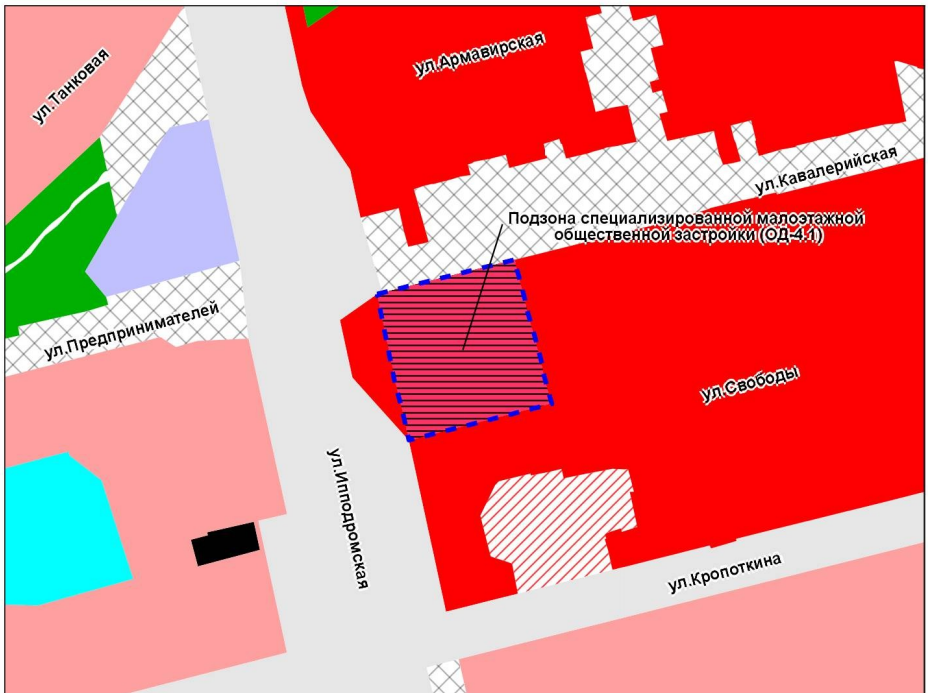 ул.Армавирская
ул.Танковая
ул.Кавалерийская
Подзона специализированной малоэтажной
общественной застройки (ОД-4.1)
ул.Предпринимателей
ул.Свободы
ул.Ипподромская
ул.Кропоткина